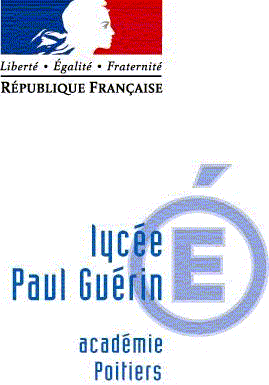 Liberté • Égalité • Fraternité
RÉPUBLIQUE FRANÇAISE
É
lycée
Paul Guérin
académie
Poitiers